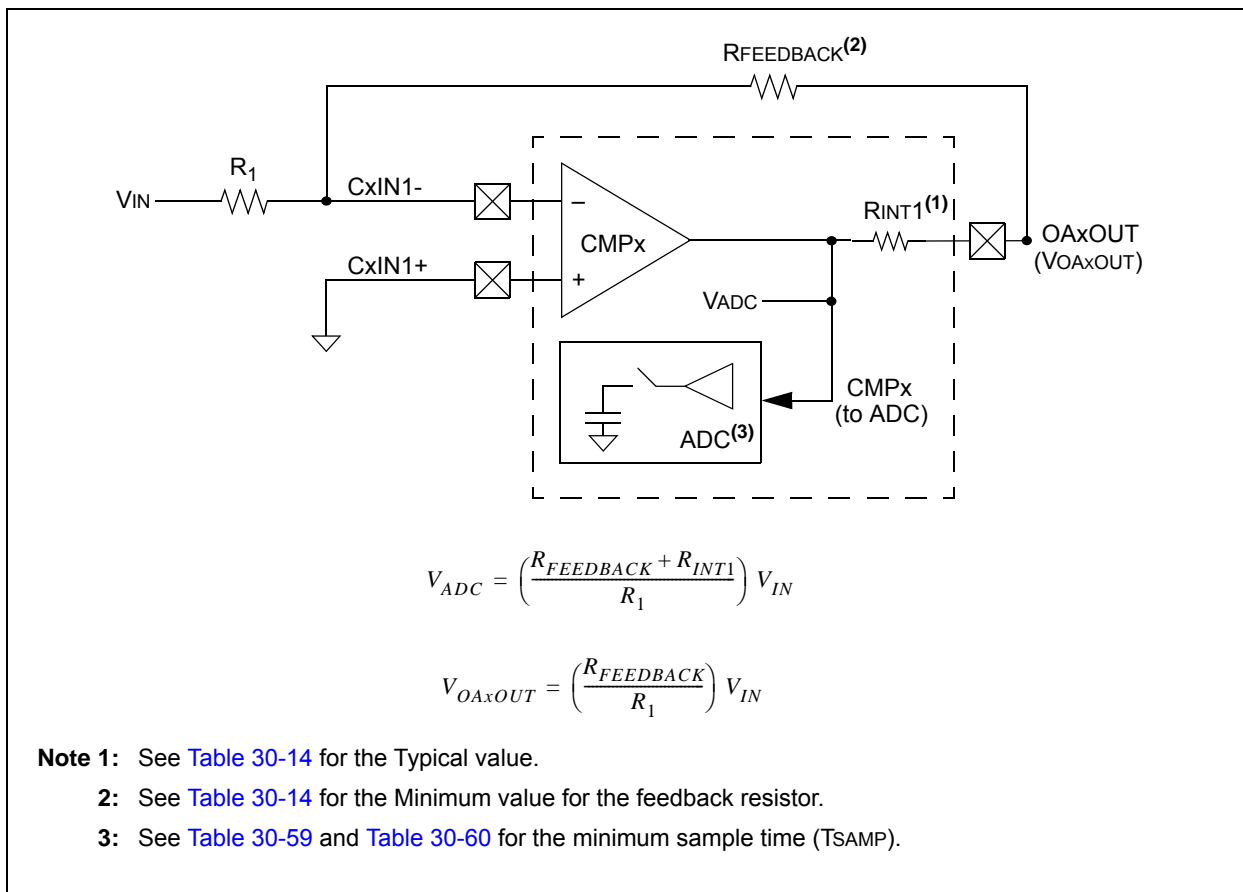 RFEEDBACK(2)
R1
VIN
CxIN1-
CxIN1+
–
+
CMPx
RINT1(1)
OAxOUT
(VOAxOUT)
VADC
CMPx
(to ADC)
ADC(3)
VADC = ( (RFEEDBACK + RINT1) / R1 ) VIN
VOAxOUT = ( RFEEDBACK / R1 ) VIN
Note 1: See Table 30-14 for the Typical value.
2: See Table 30-14 for the Minimum value for the feedback resistor.
3: See Table 30-59 and Table 30-60 for the minimum sample time (TSAMP).